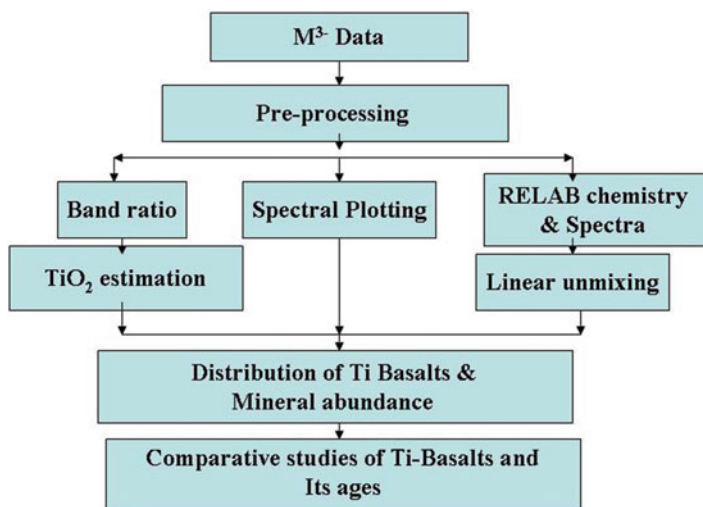 M³⁻ Data
Pre-processing
Band ratio
Spectral Plotting
RELAB chemistry
& Spectra
TiO₂ estimation
Linear unmixing
Distribution of Ti Basalts &
Mineral abundance
Comparative studies of Ti-Basalts and
Its ages